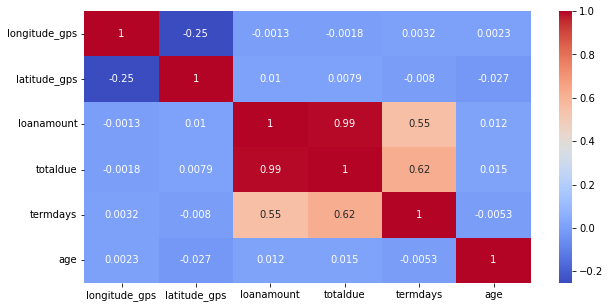 longitude_gps 1 -0.25 -0.0013 -0.0018 0.0032 0.0023
latitude_gps -0.25 1 0.01 0.0079 -0.008 -0.027
loanamount -0.0013 0.01 1 0.99 0.55 0.012
totaldue -0.0018 0.0079 0.99 1 0.62 0.015
termdays 0.0032 -0.008 0.55 0.62 1 -0.0053
age 0.0023 -0.027 0.012 0.015 -0.0053 1
longitude_gps latitude_gps loanamount totaldue termdays age
1.0
0.8
0.6
0.4
0.2
0.0
-0.2